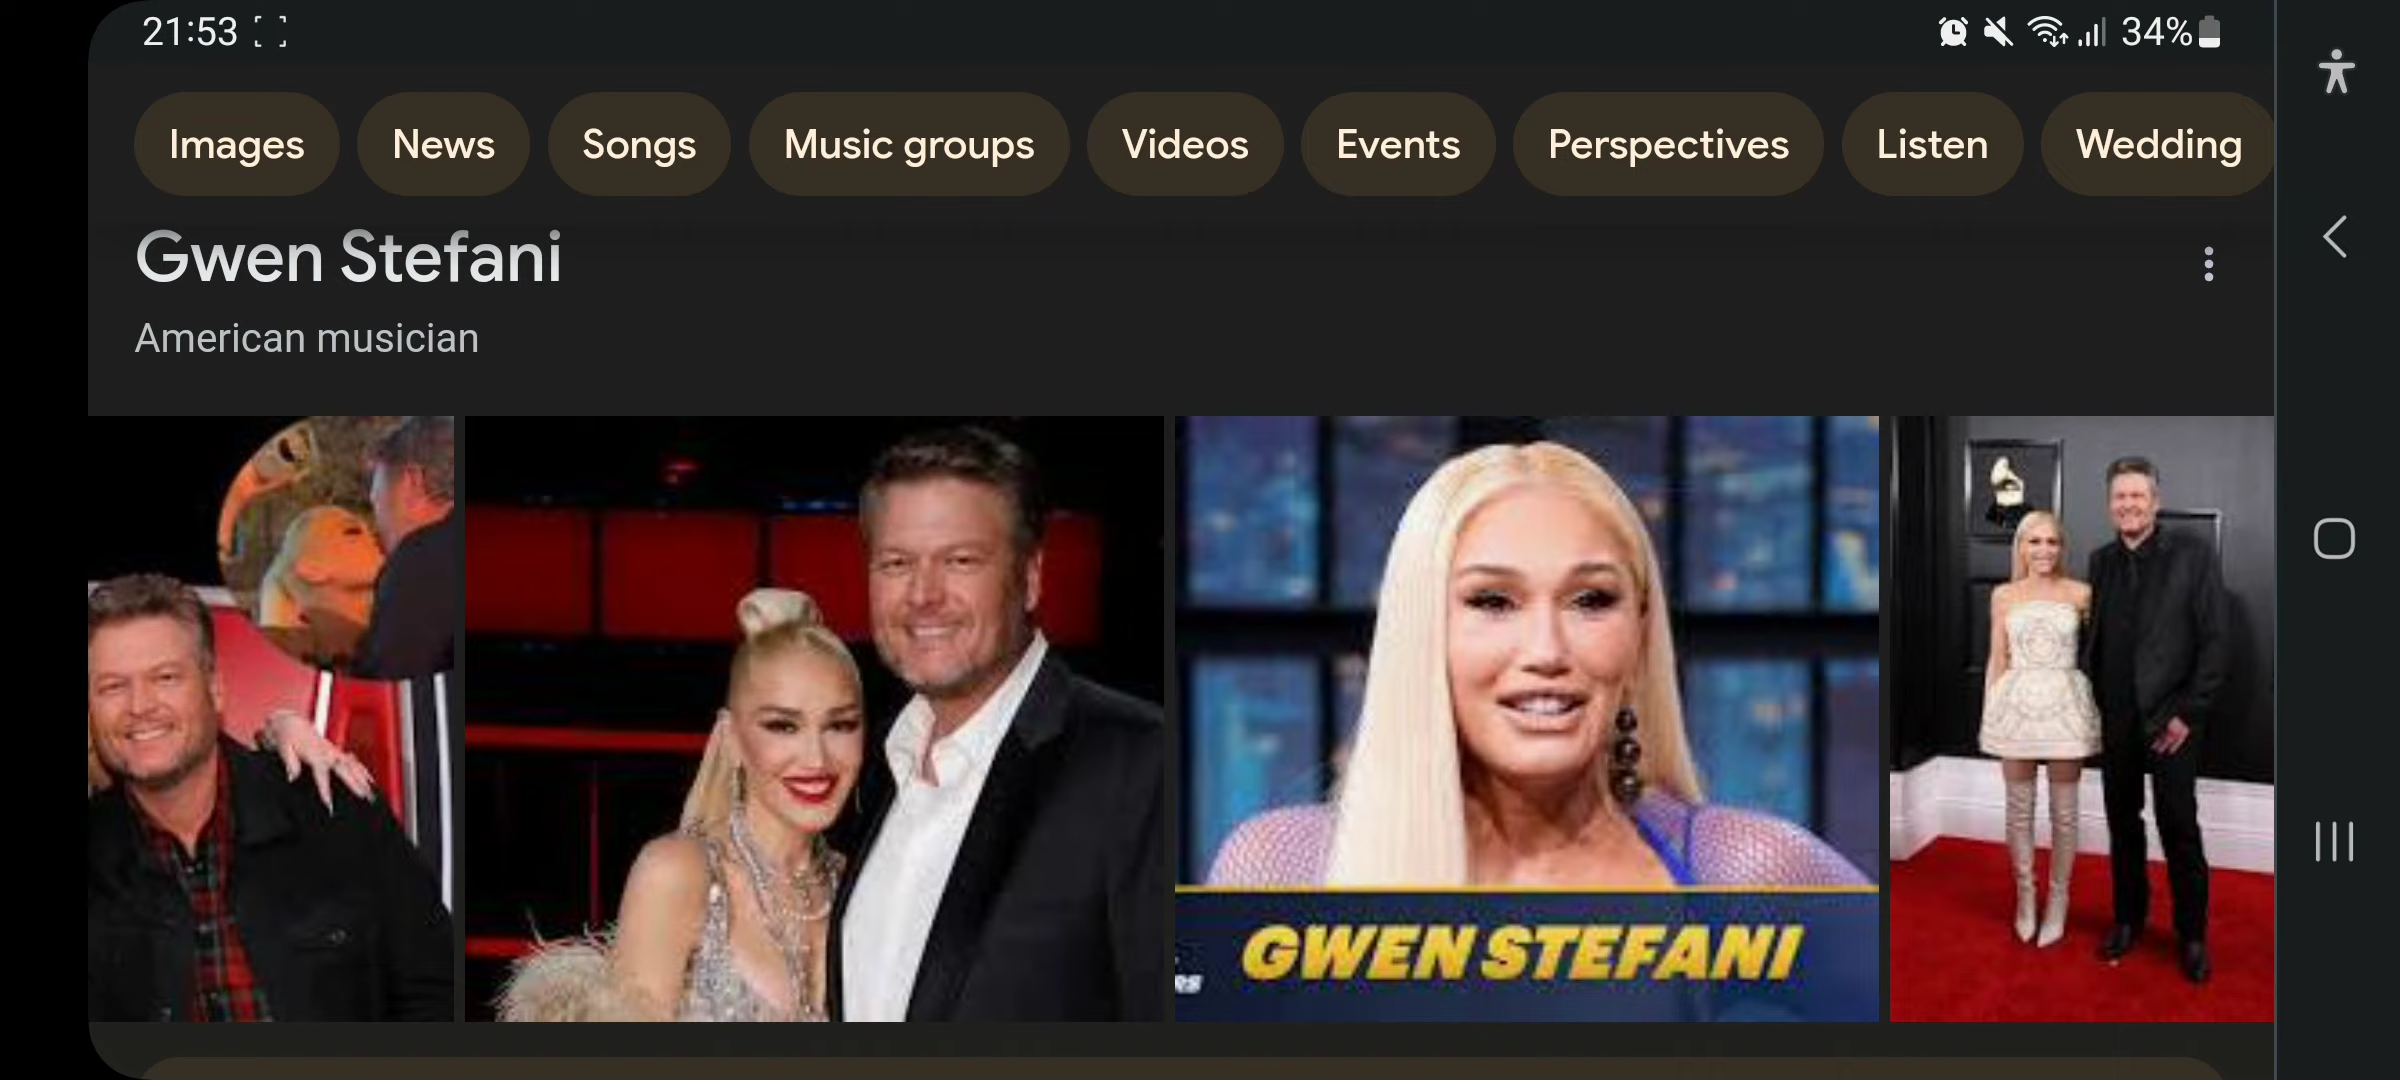 21:53 34%
Images News Songs Music groups Videos Events Perspectives Listen Wedding
Gwen Stefani
American musician
GWEN STEFANI